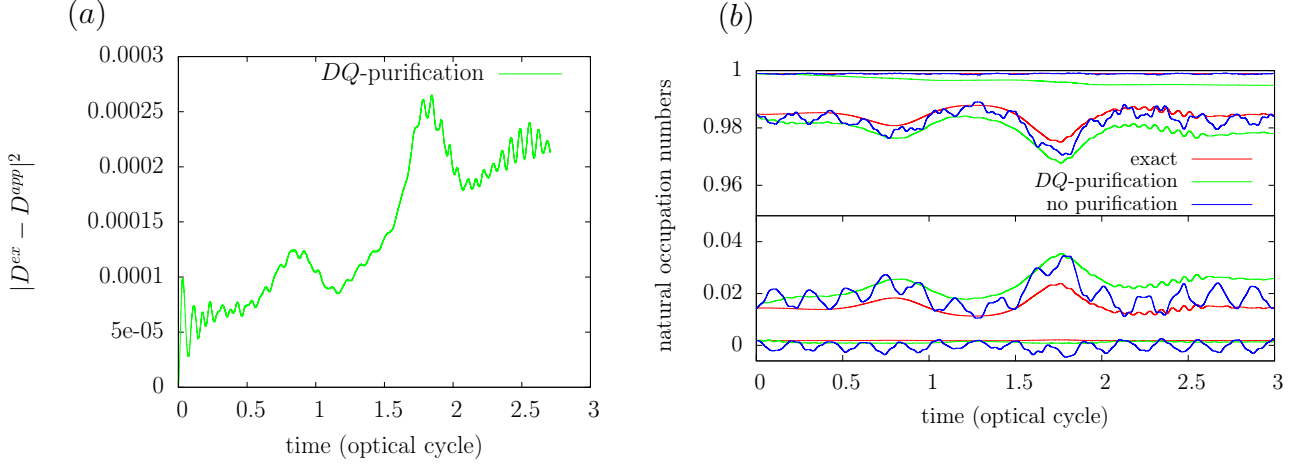 (a)
0.0003
0.00025
0.0002
0.00015
0.0001
5e-05
0
|D^{ex} − D^{app}|^2
DQ-purification
0 0.5 1 1.5 2 2.5 3
time (optical cycle)
(b)
1
0.98
0.96
0.04
0.02
0
natural occupation numbers
exact
DQ-purification
no purification
0 0.5 1 1.5 2 2.5 3
time (optical cycle)